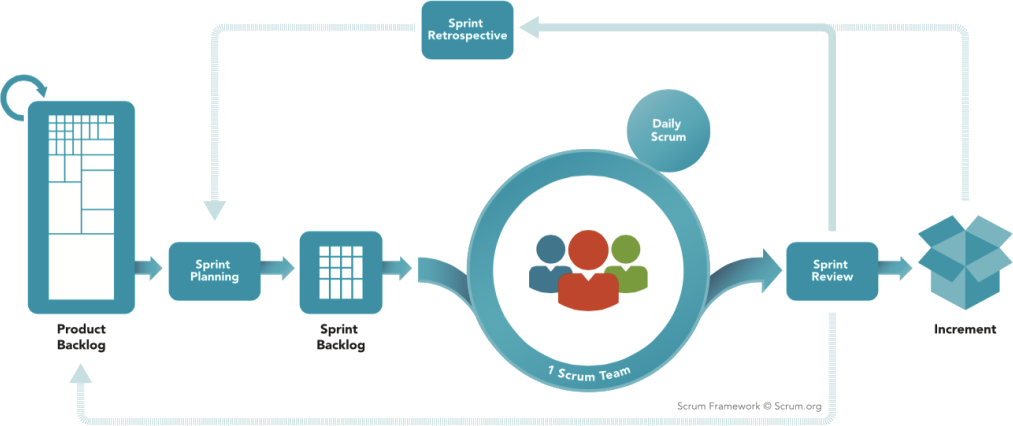 Sprint
Retrospective
Daily
Scrum
Sprint
Planning
Sprint
Review
Product
Backlog
Sprint
Backlog
1 Scrum Team
Increment
Scrum Framework © Scrum.org